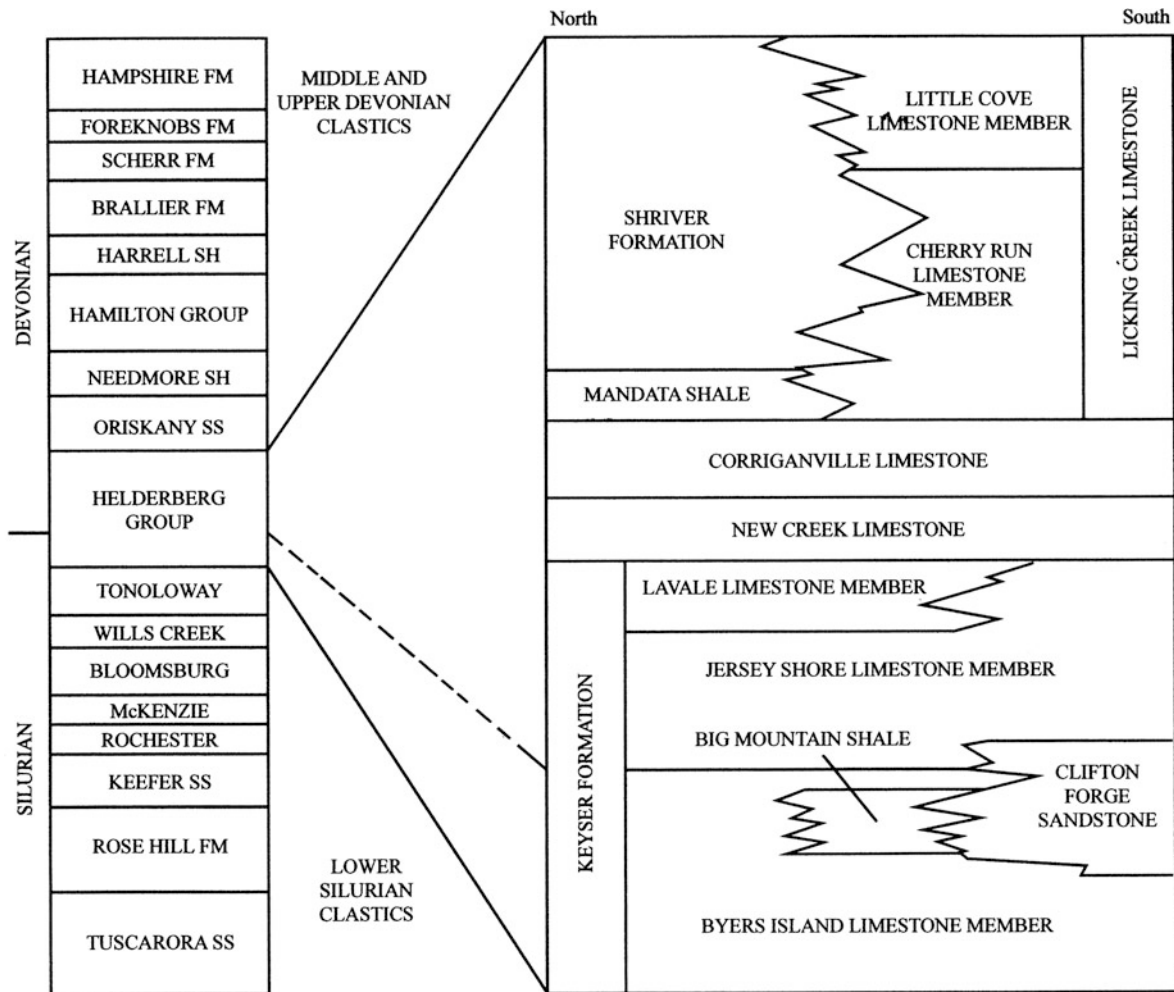 North
South
DEVONIAN
SILURIAN
HAMPSHIRE FM
FOREKNOBS FM
SCHERR FM
BRALLIER FM
HARRELL SH
HAMILTON GROUP
NEEDMORE SH
ORISKANY SS
HELDERBERG
GROUP
TONOLOWAY
WILLS CREEK
BLOOMSBURG
McKENZIE
ROCHESTER
KEEFER SS
ROSE HILL FM
TUSCARORA SS
MIDDLE AND
UPPER DEVONIAN
CLASTICS
LOWER
SILURIAN
CLASTICS
SHRIVER
FORMATION
LITTLE COVE
LIMESTONE MEMBER
CHERRY RUN
LIMESTONE
MEMBER
LICKING CREEK LIMESTONE
MANDATA SHALE
CORRIGANVILLE LIMESTONE
NEW CREEK LIMESTONE
KEYSER FORMATION
LAVALE LIMESTONE MEMBER
JERSEY SHORE LIMESTONE MEMBER
BIG MOUNTAIN SHALE
CLIFTON
FORGE
SANDSTONE
BYERS ISLAND LIMESTONE MEMBER